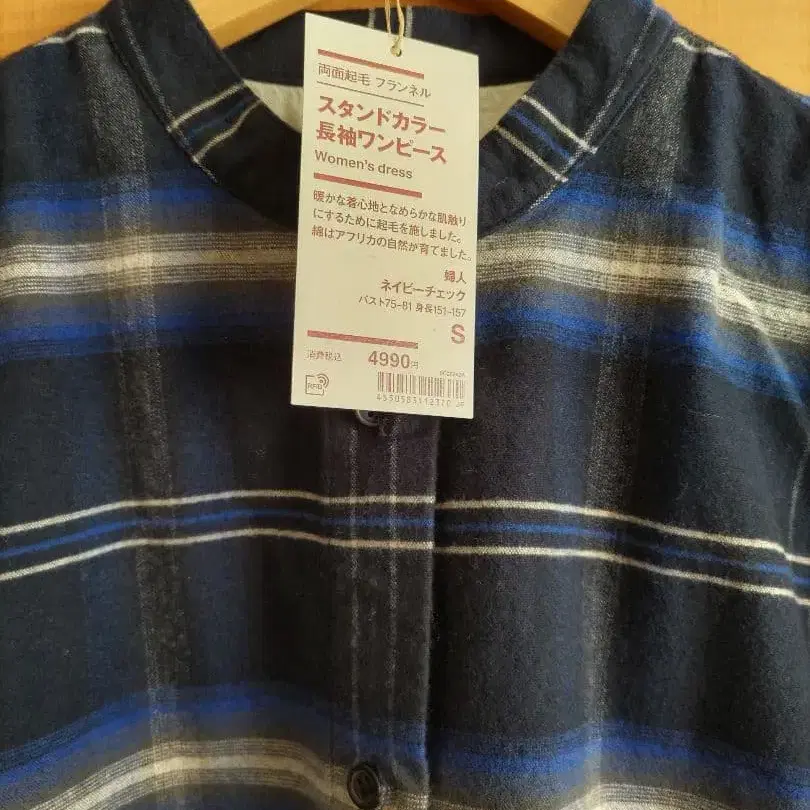 両面起毛 フランネル
スタンドカラー
長袖ワンピース
Women's dress
暖かな着心地となめらかな肌触り
にするために起毛を施しました。
綿はアフリカの自然が育てました。
婦人
ネイビーチェック
バスト75-81 身長151-157
S
消費税込 4990円
RFID